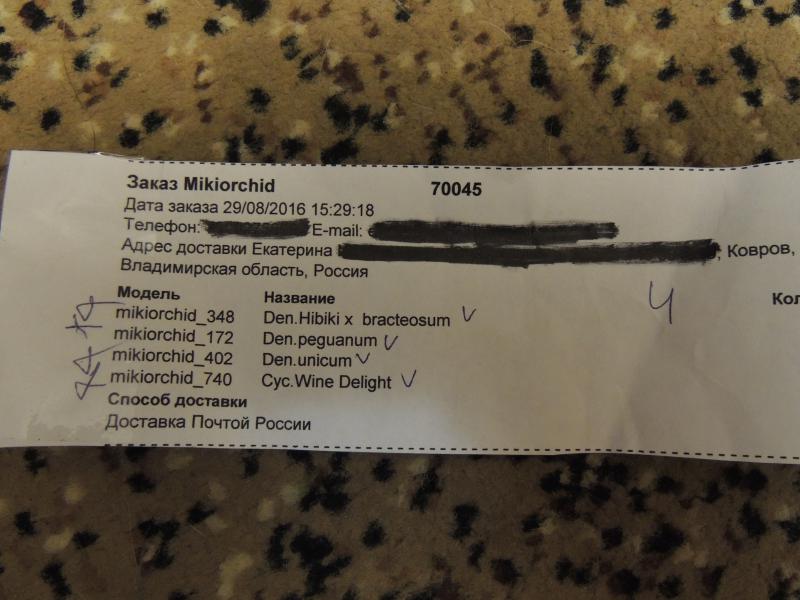 Заказ Mikiorchid 70045
Дата заказа 29/08/2016 15:29:18
Телефон: E-mail:
Адрес доставки Екатерина , Ковров,
Владимирская область, Россия
Модель Название Кол
mikiorchid_348 Den.Hibiki x bracteosum
mikiorchid_172 Den.peguanum
mikiorchid_402 Den.unicum
mikiorchid_740 Cyc.Wine Delight
4
Способ доставки
Доставка Почтой России